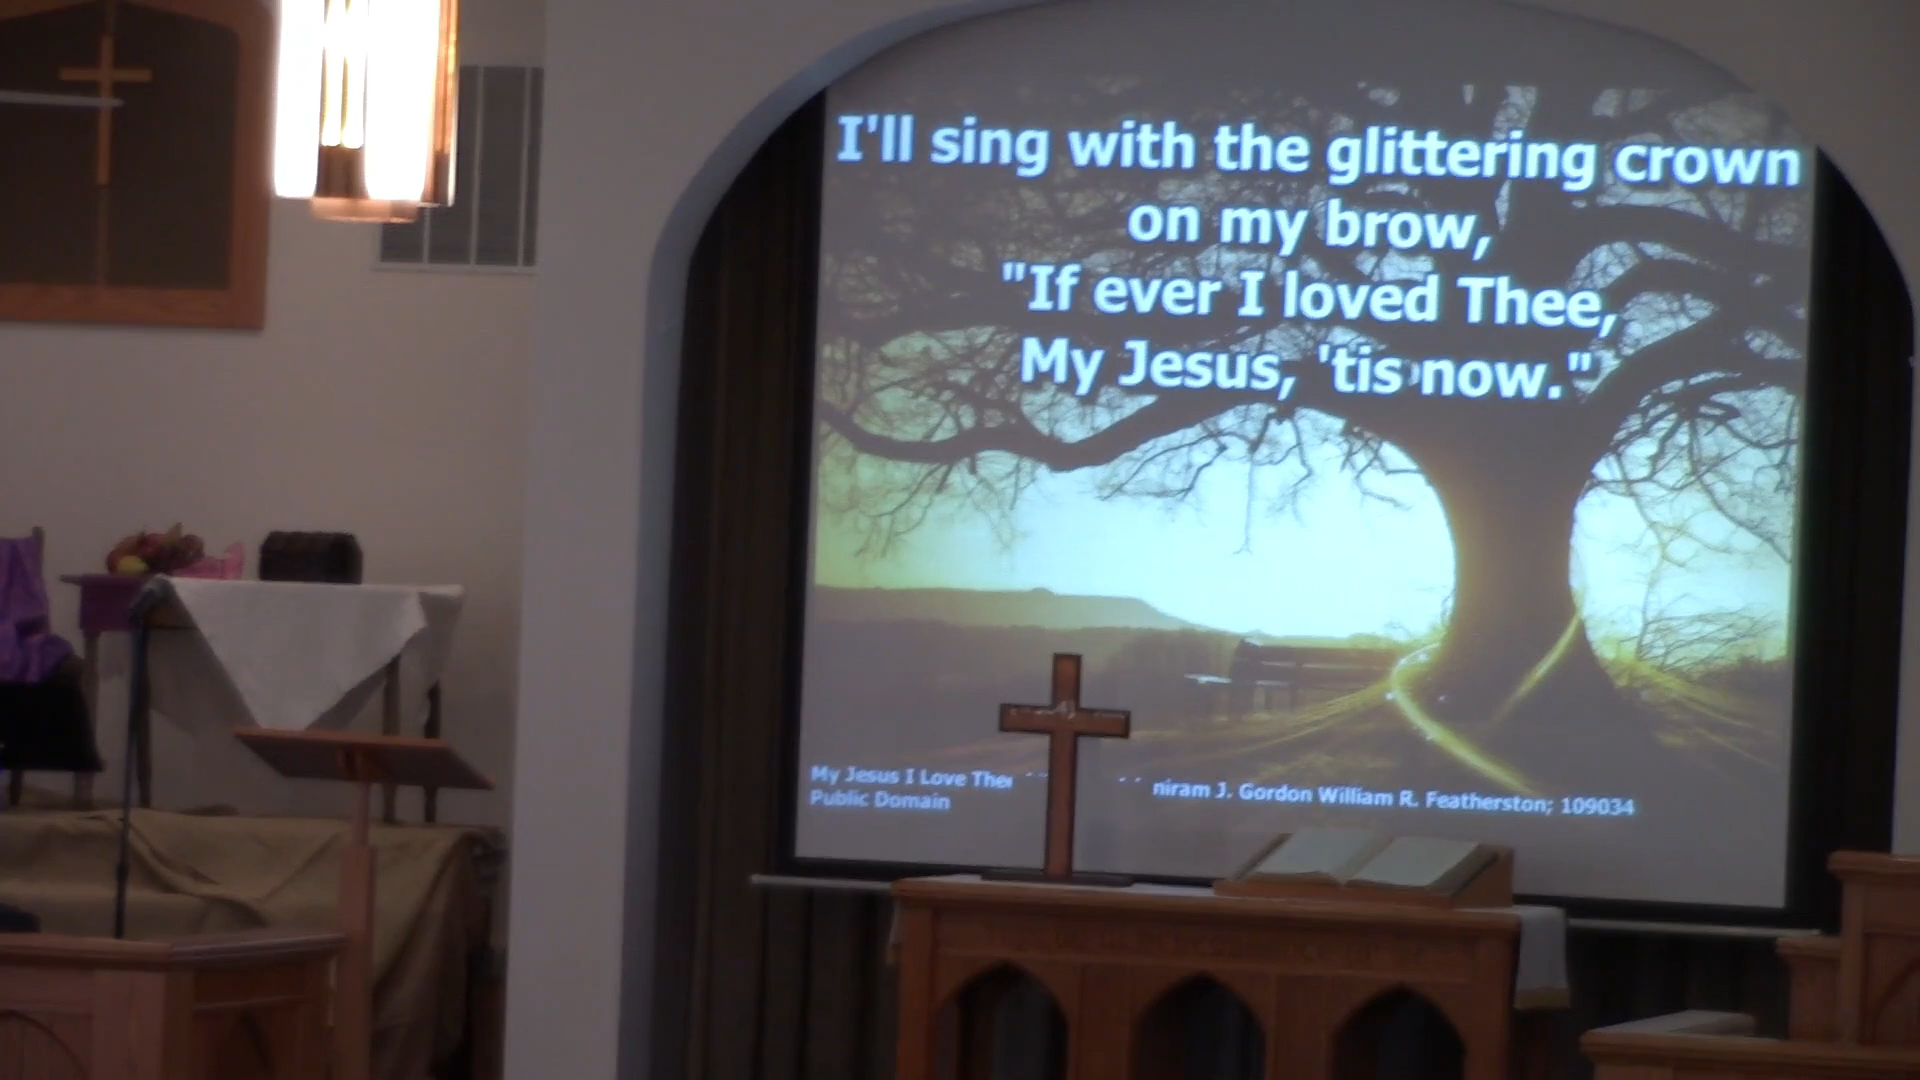 I'll sing with the glittering crown
on my brow,
"If ever I loved Thee,
My Jesus, 'tis now."
My Jesus I Love J. Gordon William R. Featherston; 109034
Public Domain